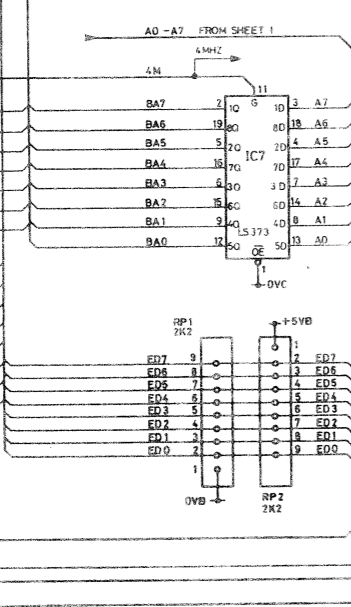 A0 -A7 FROM SHEET 1
4MHZ
4M
11
G
BA7 2 1Q 1D 3 A7
BA6 19 8Q 8D 18 A6
BA5 5 2Q 2D 4 A5
IC7
BA4 16 7Q 7D 17 A4
BA3 6 3Q 3D 7 A3
BA2 15 6Q 6D 14 A2
BA1 9 4Q 4D 8 A1
LS373
BA0 12 5Q 5D 13 A0
OE
1
0VC
RP1
2K2
+5VB
1
ED7 9 2 ED7
ED6 8 3 ED6
ED5 7 4 ED5
ED4 6 5 ED4
ED3 5 6 ED3
ED2 4 7 ED2
ED1 3 8 ED1
ED0 2 9 ED0
1
0VB
RP2
2K2